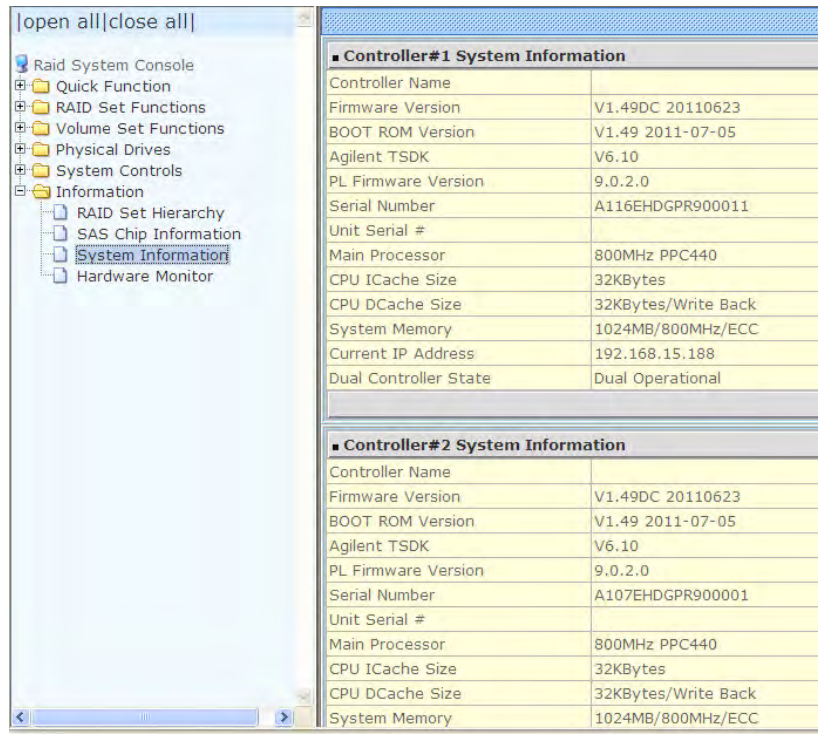 |open all|close all|
Raid System Console
Quick Function
RAID Set Functions
Volume Set Functions
Physical Drives
System Controls
Information
RAID Set Hierarchy
SAS Chip Information
System Information
Hardware Monitor
Controller#1 System Information
Controller Name
Firmware Version V1.49DC 20110623
BOOT ROM Version V1.49 2011-07-05
Agilent TSDK V6.10
PL Firmware Version 9.0.2.0
Serial Number A116EHDGPR900011
Unit Serial #
Main Processor 800MHz PPC440
CPU ICache Size 32KBytes
CPU DCache Size 32KBytes/Write Back
System Memory 1024MB/800MHz/ECC
Current IP Address 192.168.15.188
Dual Controller State Dual Operational
Controller#2 System Information
Controller Name
Firmware Version V1.49DC 20110623
BOOT ROM Version V1.49 2011-07-05
Agilent TSDK V6.10
PL Firmware Version 9.0.2.0
Serial Number A107EHDGPR900001
Unit Serial #
Main Processor 800MHz PPC440
CPU ICache Size 32KBytes
CPU DCache Size 32KBytes/Write Back
System Memory 1024MB/800MHz/ECC